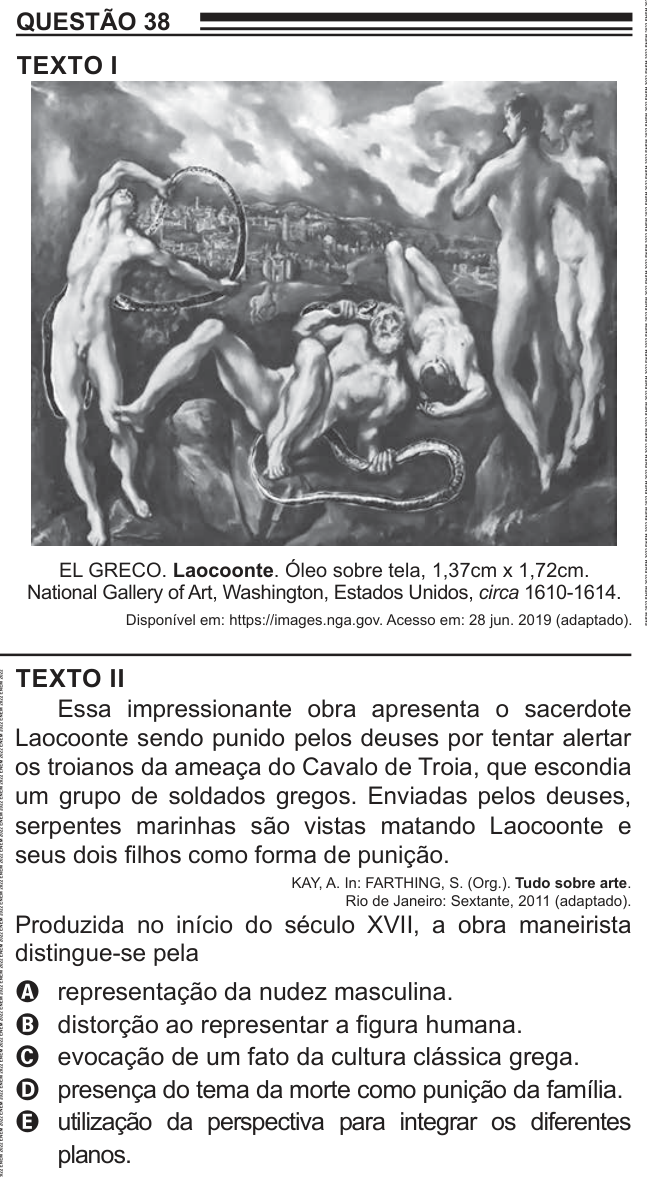 QUESTÃO 38
TEXTO I
EL GRECO. Laocoonte. Óleo sobre tela, 1,37cm x 1,72cm.
National Gallery of Art, Washington, Estados Unidos, circa 1610-1614.
Disponível em: https://images.nga.gov. Acesso em: 28 jun. 2019 (adaptado).
TEXTO II
Essa impressionante obra apresenta o sacerdote
Laocoonte sendo punido pelos deuses por tentar alertar
os troianos da ameaça do Cavalo de Troia, que escondia
um grupo de soldados gregos. Enviadas pelos deuses,
serpentes marinhas são vistas matando Laocoonte e
seus dois filhos como forma de punição.
KAY, A. In: FARTHING, S. (Org.). Tudo sobre arte.
Rio de Janeiro: Sextante, 2011 (adaptado).
Produzida no início do século XVII, a obra maneirista
distingue-se pela
A representação da nudez masculina.
B distorção ao representar a figura humana.
C evocação de um fato da cultura clássica grega.
D presença do tema da morte como punição da família.
E utilização da perspectiva para integrar os diferentes
planos.